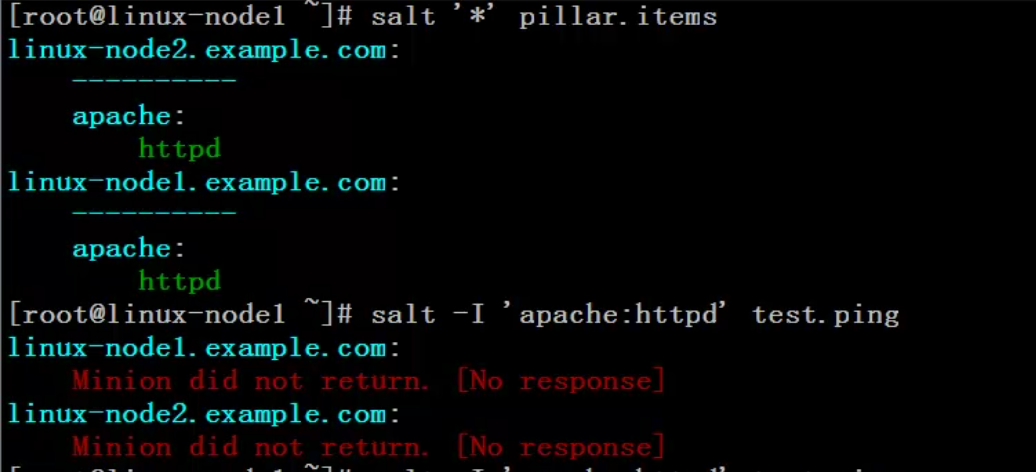 [root@linux-node1 ~]# salt '*' pillar.items
linux-node2.example.com:
    ----------
    apache:
        httpd
linux-node1.example.com:
    ----------
    apache:
        httpd
[root@linux-node1 ~]# salt -I 'apache:httpd' test.ping
linux-node1.example.com:
    Minion did not return. [No response]
linux-node2.example.com:
    Minion did not return. [No response]